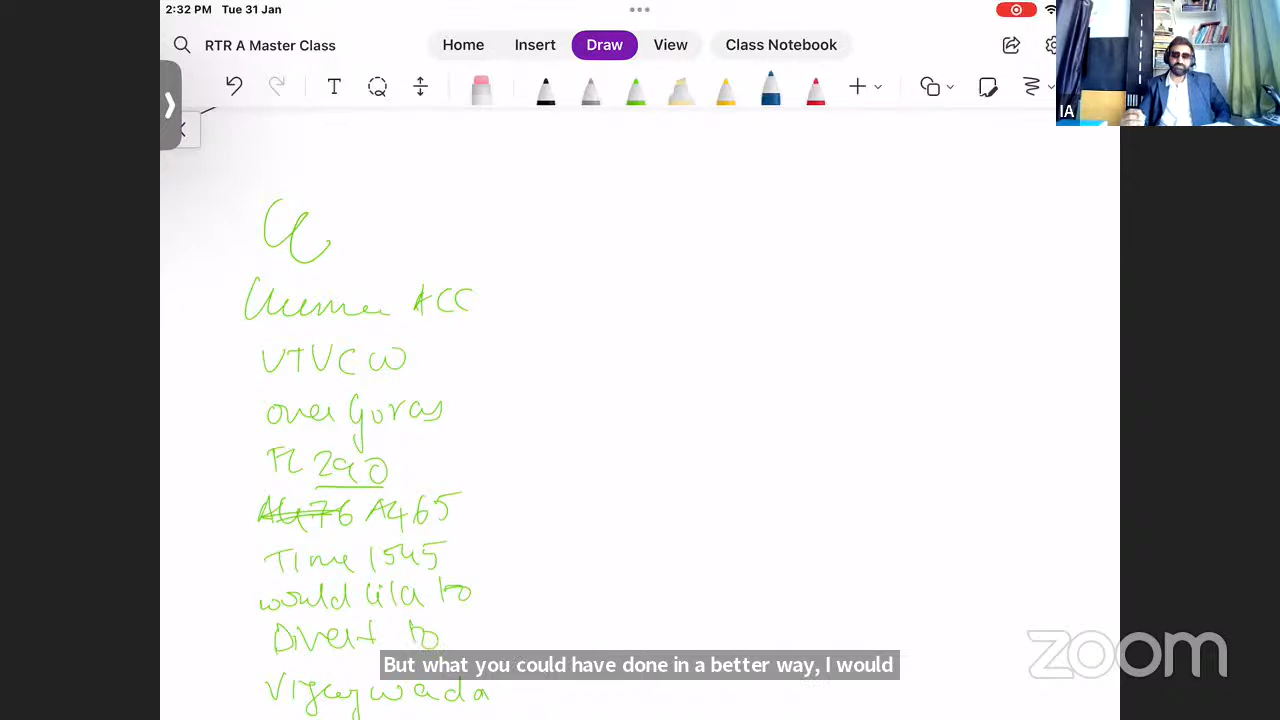 2:32 PM Tue 31 Jan
RTR A Master Class
Home Insert Draw View Class Notebook
T
IA
ACC
VTVCW
over Guras
FL 290
A476 A465
Time 1545
would like to
Divert to
But what you could have done in a better way, I would
Vijaywada
zoom